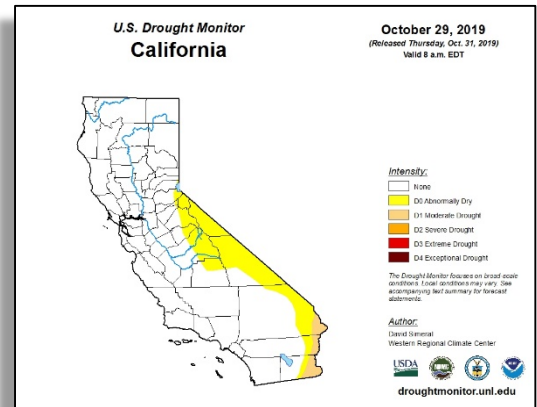 U.S. Drought Monitor
California
October 29, 2019
(Released Thursday, Oct. 31, 2019)
Valid 8 a.m. EDT
Intensity:
None
D0 Abnormally Dry
D1 Moderate Drought
D2 Severe Drought
D3 Extreme Drought
D4 Exceptional Drought
The Drought Monitor focuses on broad-scale
conditions. Local conditions may vary. See
accompanying text summary for forecast
statements.
Author:
David Simeral
Western Regional Climate Center
USDA
droughtmonitor.unl.edu